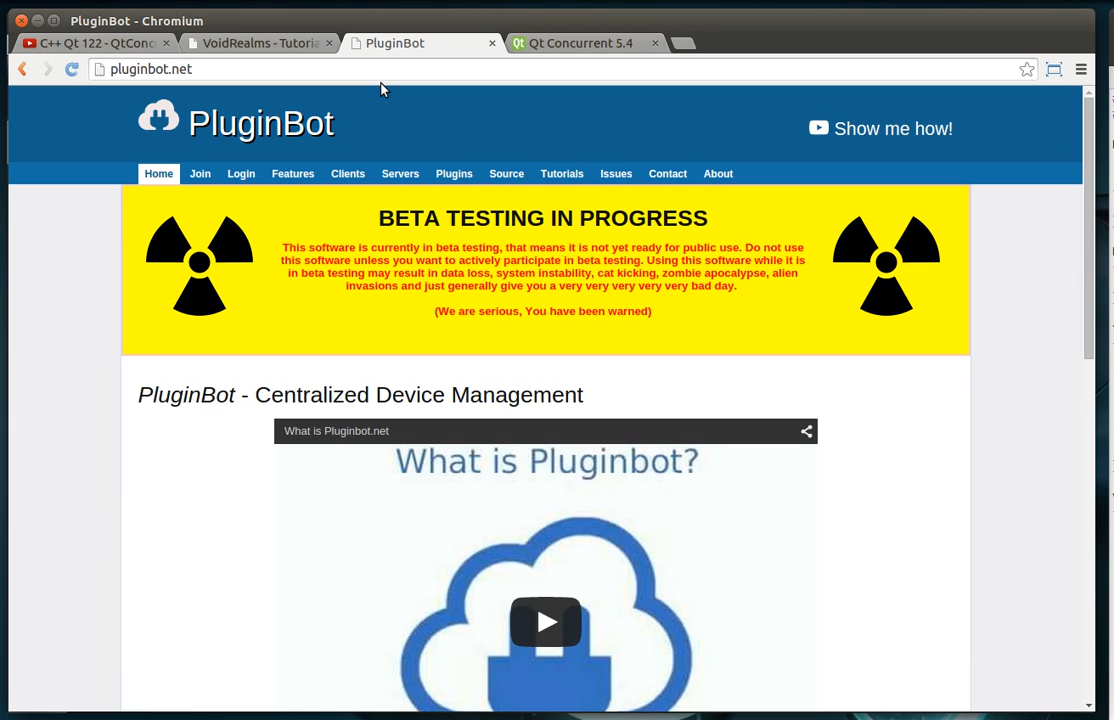 PluginBot - Chromium
C++ Qt 122 - QtConc
VoidRealms - Tutoria
PluginBot
Qt Qt Concurrent 5.4
pluginbot.net
PluginBot
Show me how!
Home Join Login Features Clients Servers Plugins Source Tutorials Issues Contact About
BETA TESTING IN PROGRESS
This software is currently in beta testing, that means it is not yet ready for public use. Do not use
this software unless you want to actively participate in beta testing. Using this software while it is
in beta testing may result in data loss, system instability, cat kicking, zombie apocalypse, alien
invasions and just generally give you a very very very very very bad day.
(We are serious, You have been warned)
PluginBot - Centralized Device Management
What is Pluginbot.net
What is Pluginbot?